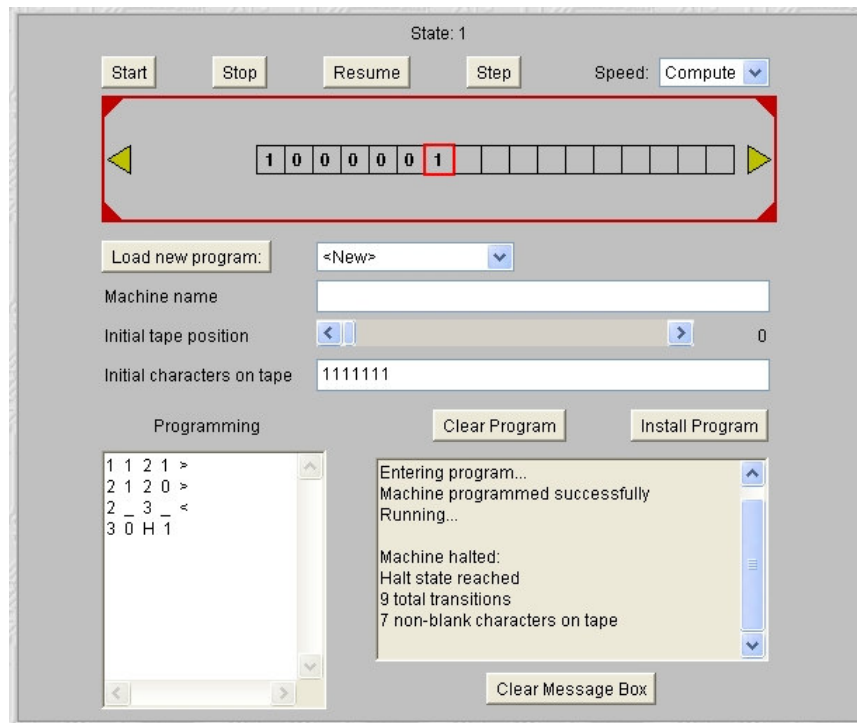 State: 1
Start Stop Resume Step Speed: Compute
1 0 0 0 0 0 1
Load new program: <New>
Machine name
Initial tape position 0
Initial characters on tape 1111111
Programming Clear Program Install Program
1 1 2 1 >
2 1 2 0 >
2 _ 3 _ <
3 0 H 1
Entering program...
Machine programmed successfully
Running...
Machine halted:
Halt state reached
9 total transitions
7 non-blank characters on tape
Clear Message Box